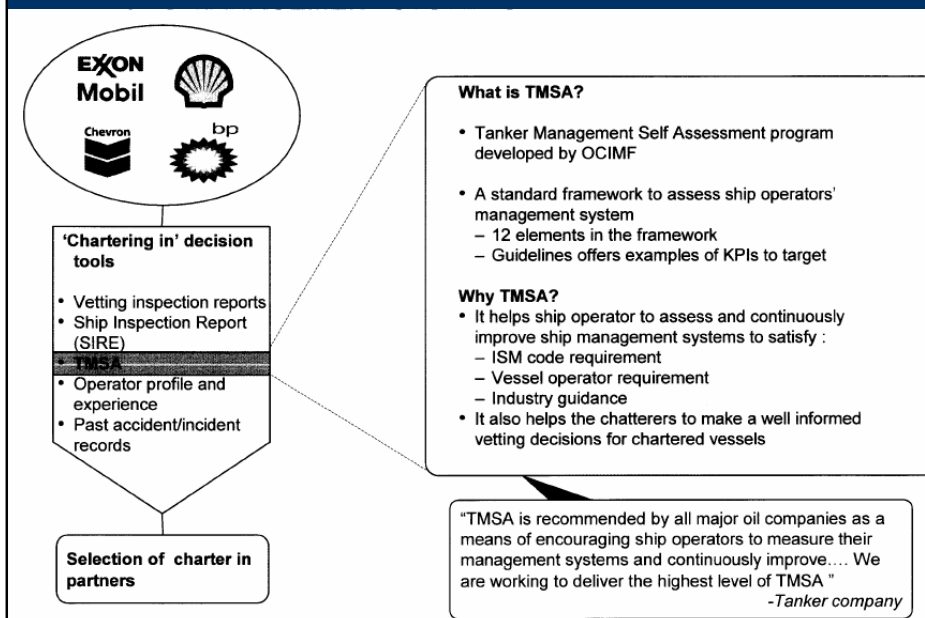 EXXON
Mobil
Chevron
bp
'Chartering in' decision
tools
• Vetting inspection reports
• Ship Inspection Report
(SIRE)
• TMSA
• Operator profile and
experience
• Past accident/incident
records
Selection of charter in
partners
What is TMSA?
• Tanker Management Self Assessment program
developed by OCIMF
• A standard framework to assess ship operators'
management system
– 12 elements in the framework
– Guidelines offers examples of KPIs to target
Why TMSA?
• It helps ship operator to assess and continuously
improve ship management systems to satisfy :
– ISM code requirement
– Vessel operator requirement
– Industry guidance
• It also helps the chatterers to make a well informed
vetting decisions for chartered vessels
"TMSA is recommended by all major oil companies as a
means of encouraging ship operators to measure their
management systems and continuously improve.... We
are working to deliver the highest level of TMSA "
-Tanker company